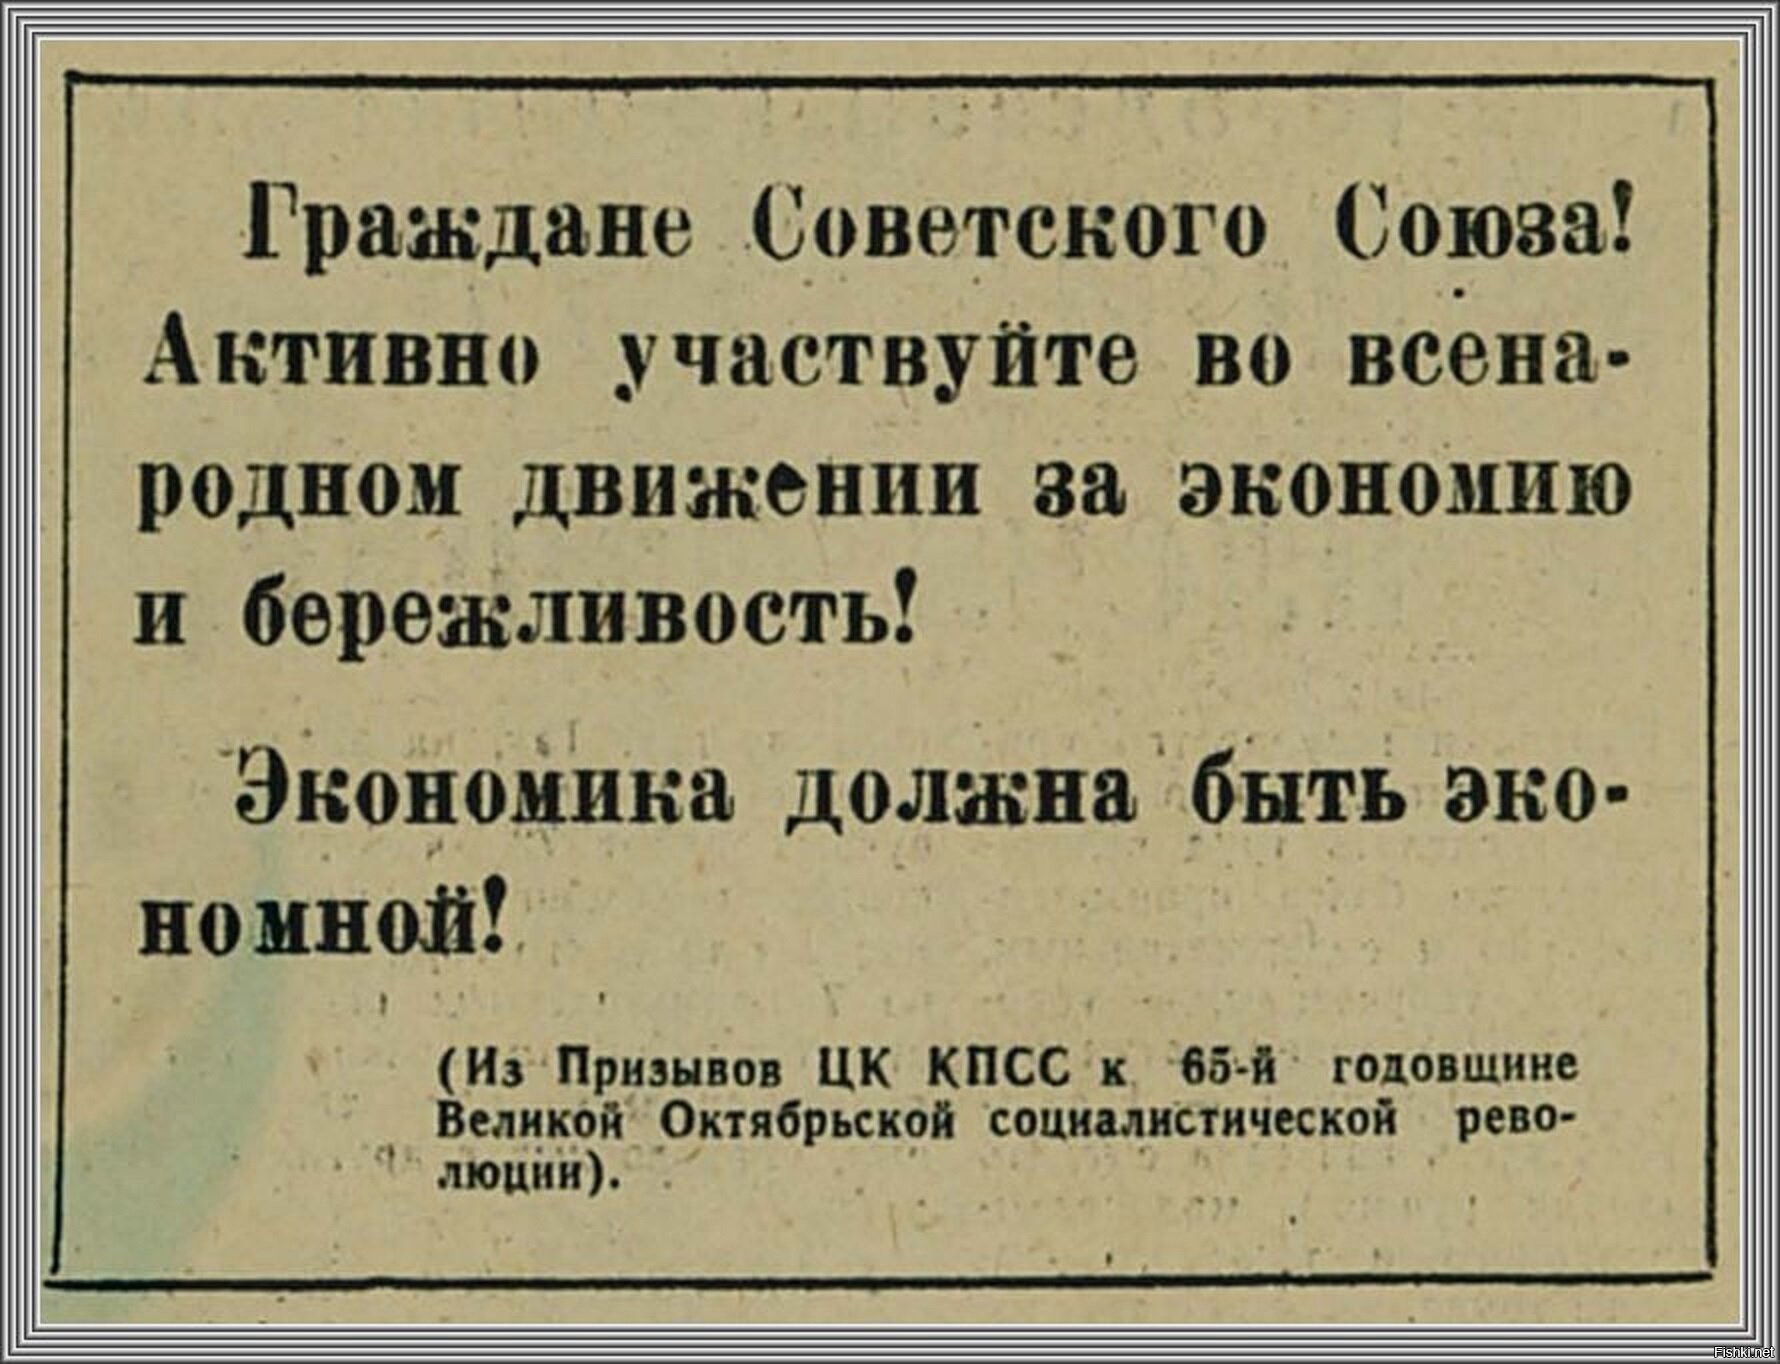 Граждане Советского Союза!
Активно участвуйте во всена-
родном движении за экономию
и бережливость!
Экономика должна быть эко-
номной!
(Из Призывов ЦК КПСС к 65-й годовщине
Великой Октябрьской социалистической рево-
люции).
Fishki.net